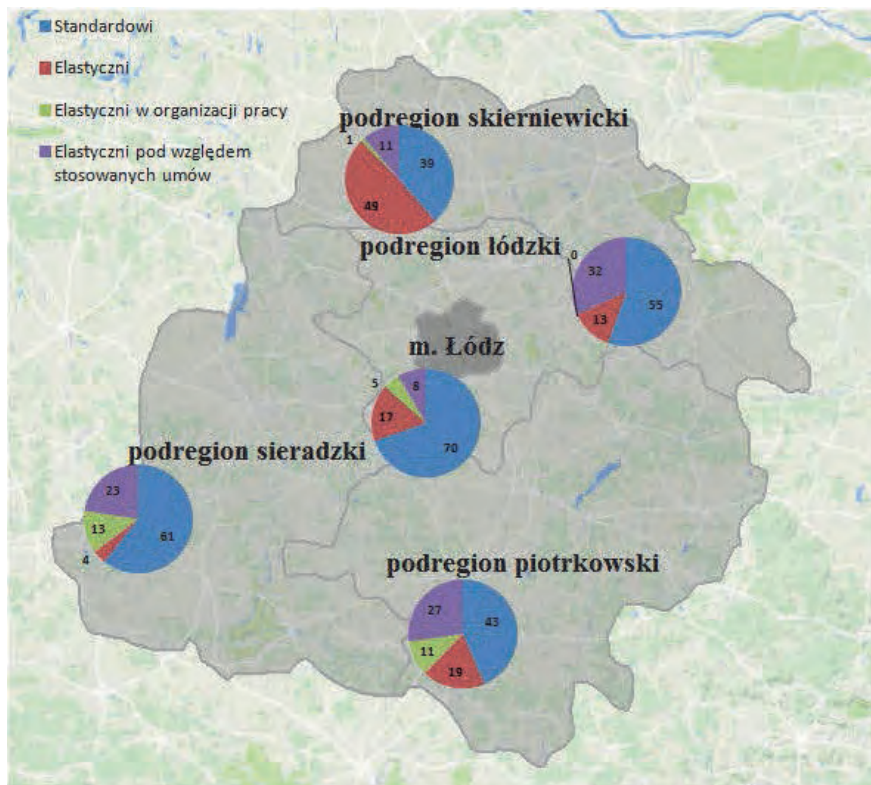 Standardowi
Elastyczni
Elastyczni w organizacji pracy
Elastyczni pod względem
stosowanych umów
podregion skierniewicki
1
11
39
49
podregion łódzki
0
32
55
13
m. Łódz
5
8
17
70
podregion sieradzki
23
13
61
4
podregion piotrkowski
27
43
11
19